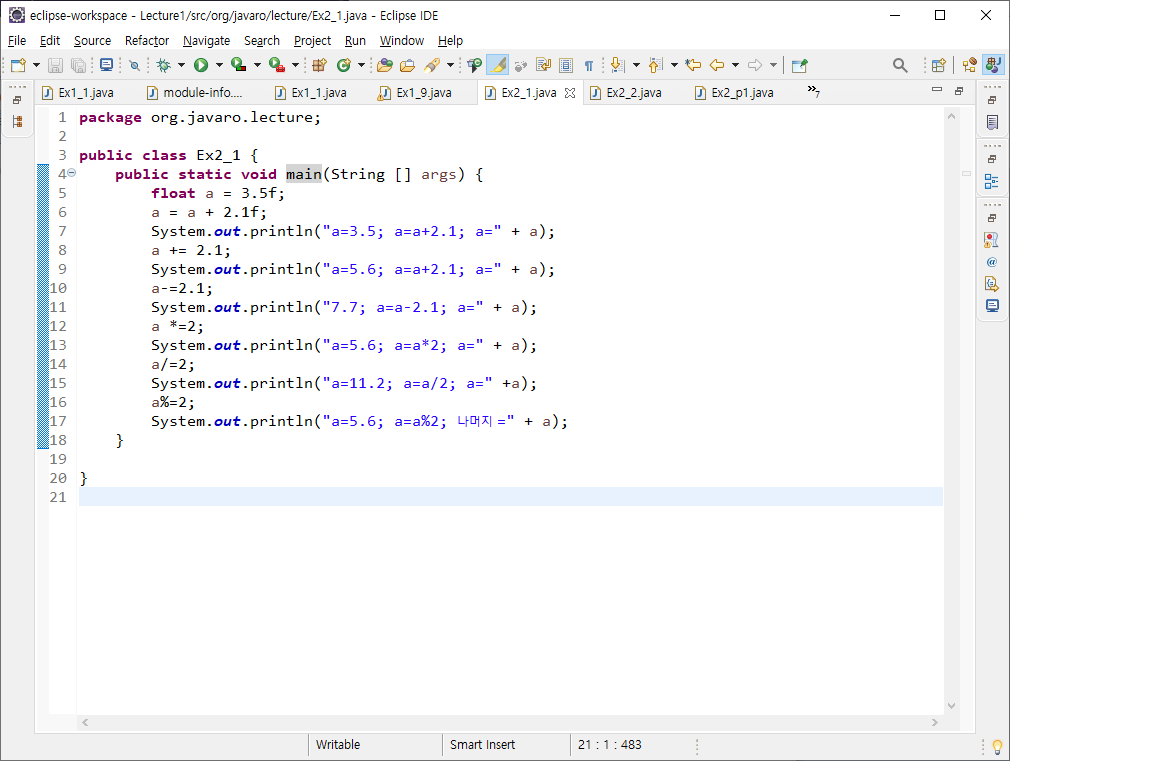 eclipse-workspace - Lecture1/src/org/javaro/lecture/Ex2_1.java - Eclipse IDE
File Edit Source Refactor Navigate Search Project Run Window Help
Ex1_1.java module-info.... Ex1_1.java Ex1_9.java Ex2_1.java Ex2_2.java Ex2_p1.java »7
1 package org.javaro.lecture;
2
3 public class Ex2_1 {
4 public static void main(String [] args) {
5 float a = 3.5f;
6 a = a + 2.1f;
7 System.out.println("a=3.5; a=a+2.1; a=" + a);
8 a += 2.1;
9 System.out.println("a=5.6; a=a+2.1; a=" + a);
10 a-=2.1;
11 System.out.println("7.7; a=a-2.1; a=" + a);
12 a *=2;
13 System.out.println("a=5.6; a=a*2; a=" + a);
14 a/=2;
15 System.out.println("a=11.2; a=a/2; a=" +a);
16 a%=2;
17 System.out.println("a=5.6; a=a%2; 나머지 =" + a);
18 }
19
20 }
21
Writable Smart Insert 21 : 1 : 483